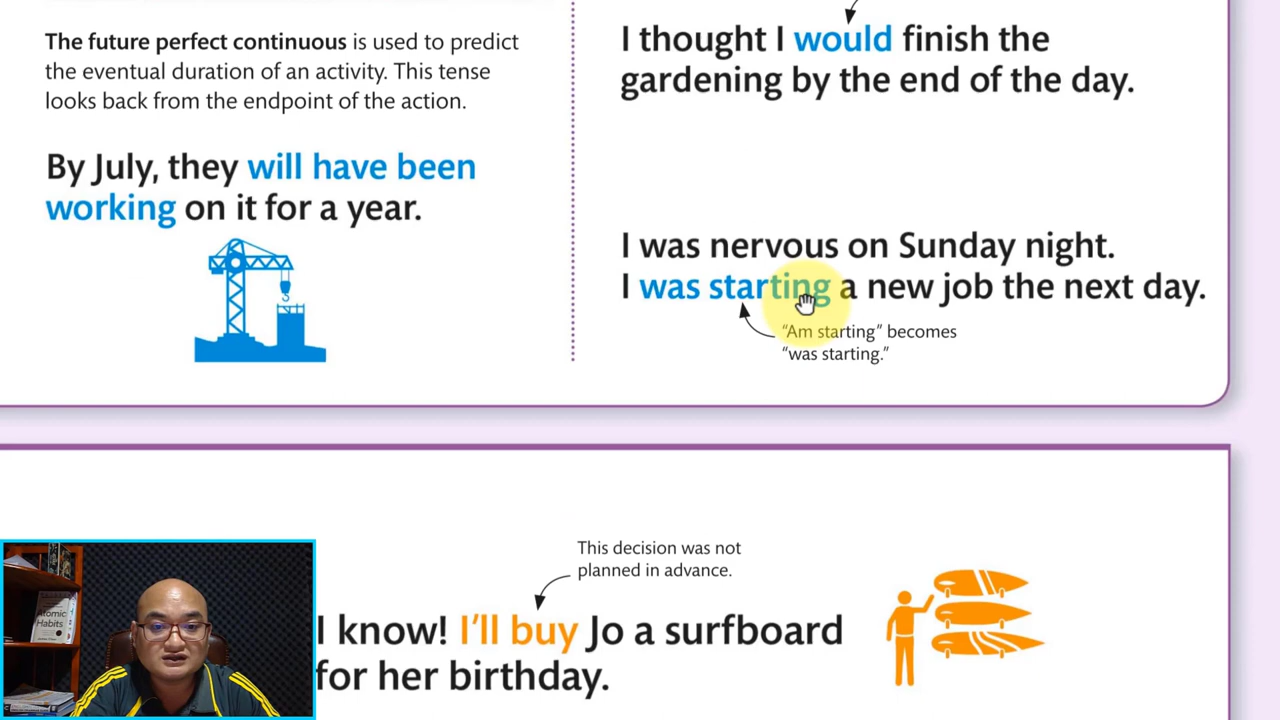 The future perfect continuous is used to predict
the eventual duration of an activity. This tense
looks back from the endpoint of the action.
By July, they will have been
working on it for a year.
I thought I would finish the
gardening by the end of the day.
I was nervous on Sunday night.
I was starting a new job the next day.
“Am starting” becomes
“was starting.”
This decision was not
planned in advance.
I know! I’ll buy Jo a surfboard
for her birthday.
Atomic
Habits